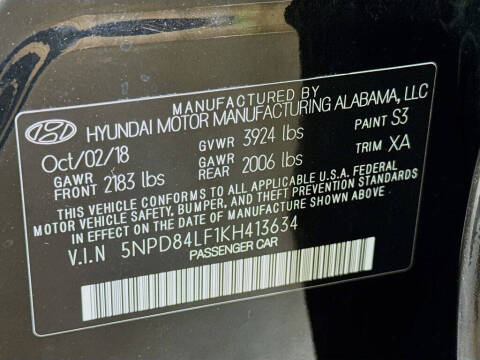 MANUFACTURED BY
HYUNDAI MOTOR MANUFACTURING ALABAMA, LLC
Oct/02/18 GVWR 3924 lbs PAINT S3
GAWR FRONT 2183 lbs GAWR REAR 2006 lbs TRIM XA
THIS VEHICLE CONFORMS TO ALL APPLICABLE U.S.A. FEDERAL
MOTOR VEHICLE SAFETY, BUMPER, AND THEFT PREVENTION STANDARDS
IN EFFECT ON THE DATE OF MANUFACTURE SHOWN ABOVE.
V.I.N 5NPD84LF1KH413634
PASSENGER CAR